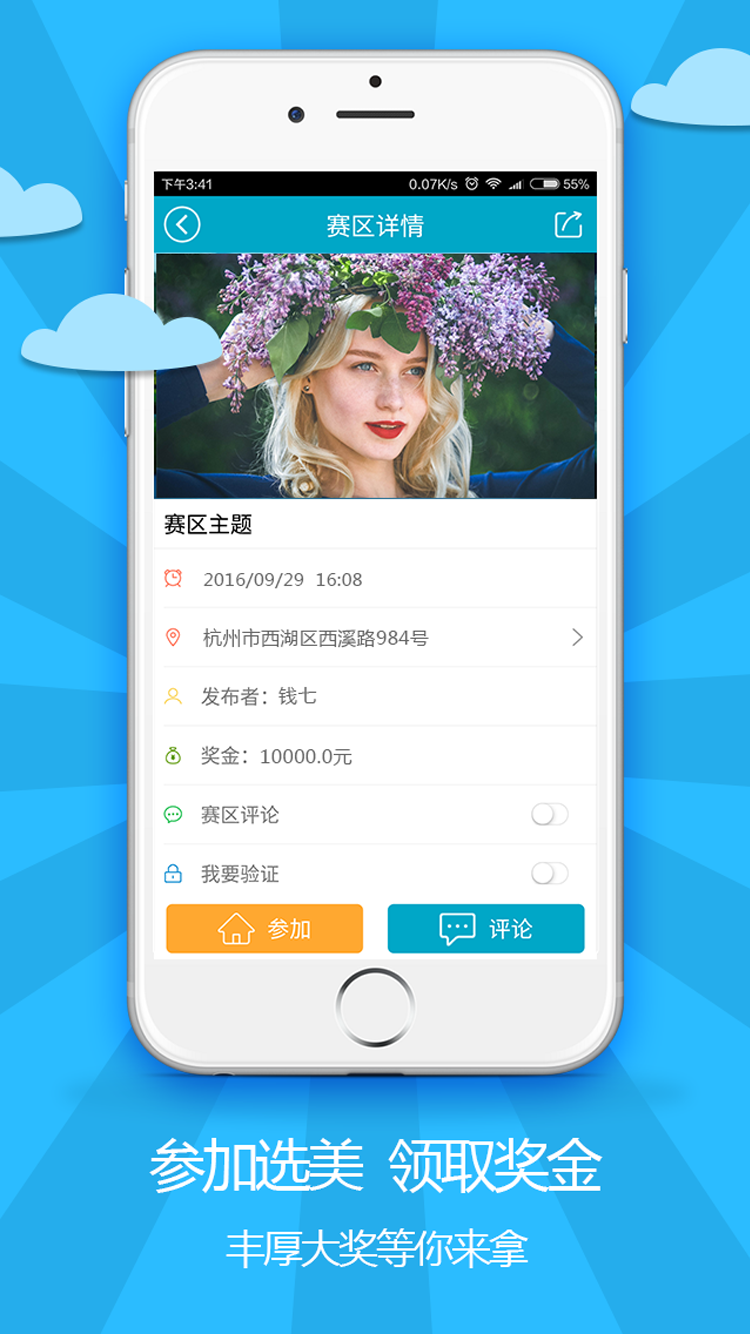 下午3:41 0.07K/s 55%
赛区详情
赛区主题
2016/09/29 16:08
杭州市西湖区西溪路984号
发布者：钱七
奖金：10000.0元
赛区评论
我要验证
参加 评论
参加选美 领取奖金
丰厚大奖等你来拿